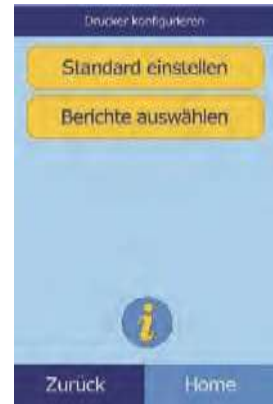 Drucker konfigurieren
Standard einstellen
Berichte auswählen
i
Zurück
Home